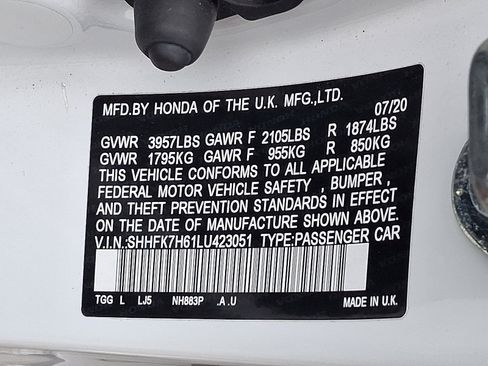 MFD.BY HONDA OF THE U.K. MFG.,LTD. 07/20
GVWR 3957LBS GAWR F 2105LBS , R 1874LBS
GVWR 1795KG GAWR F 955KG R 850KG
THIS VEHICLE CONFORMS TO ALL APPLICABLE
FEDERAL MOTOR VEHICLE SAFETY , BUMPER ,
AND THEFT PREVENTION STANDARDS IN EFFECT
ON THE DATE OF MANUFACTURE SHOWN ABOVE.
V.I.N.:SHHFK7H61LU423051 TYPE:PASSENGER CAR
TGG L LJ5 NH883P .A .U MADE IN U.K.